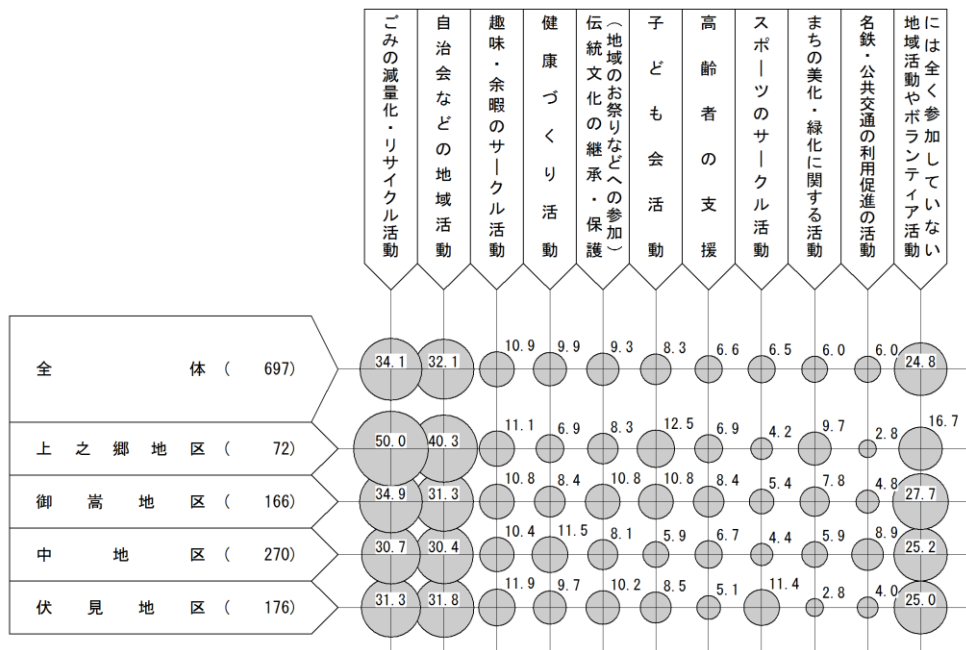 ごみの減量化・リサイクル活動
自治会などの地域活動
趣味・余暇のサークル活動
健康づくり活動
伝統文化の継承・保護
（地域のお祭りなどへの参加）
子ども会活動
高齢者の支援
スポーツのサークル活動
まちの美化・緑化に関する活動
名鉄・公共交通の利用促進の活動
地域活動やボランティア活動
には全く参加していない
全体（ 697） 34.1 32.1 10.9 9.9 9.3 8.3 6.6 6.5 6.0 6.0 24.8
上之郷地区（ 72） 50.0 40.3 11.1 6.9 8.3 12.5 6.9 4.2 9.7 2.8 16.7
御嵩地区（ 166） 34.9 31.3 10.8 8.4 10.8 10.8 8.4 5.4 7.8 4.8 27.7
中地区（ 270） 30.7 30.4 10.4 11.5 8.1 5.9 6.7 4.4 5.9 8.9 25.2
伏見地区（ 176） 31.3 31.8 11.9 9.7 10.2 8.5 5.1 11.4 2.8 4.0 25.0